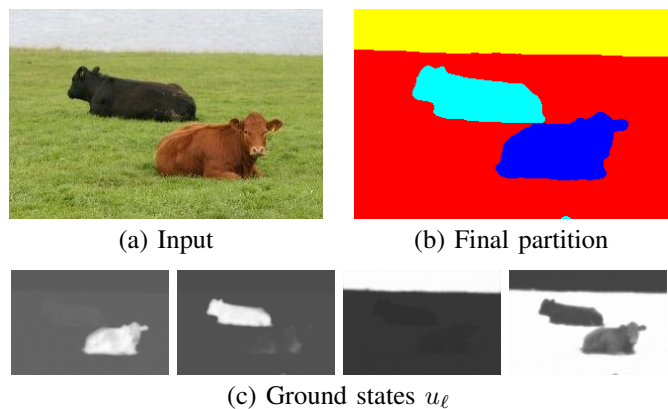 (a) Input
(b) Final partition
(c) Ground states uℓ